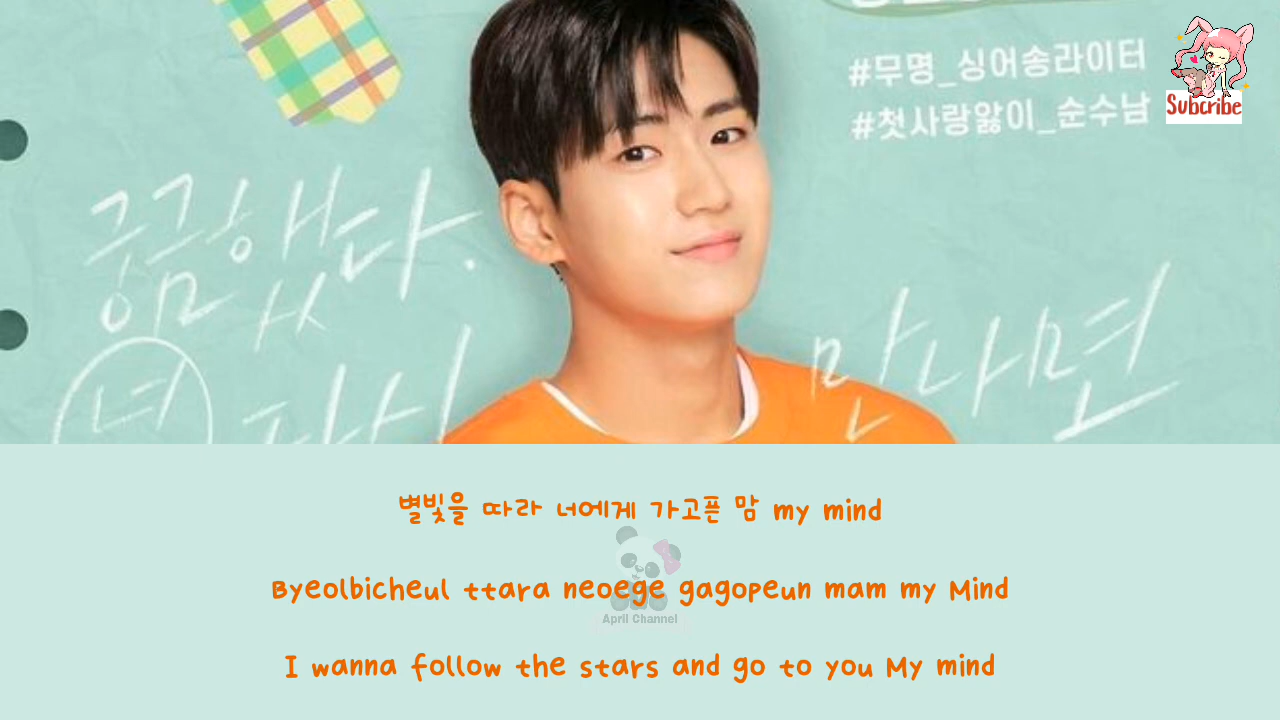 #무명_싱어송라이터
#첫사랑앓이_순수남
Subcribe
궁금했다.
너
만나면
별빛을 따라 너에게 가고픈 맘 my mind
Byeolbicheul ttara neoege gagopeun mam my Mind
April Channel
I wanna follow the stars and go to you My mind